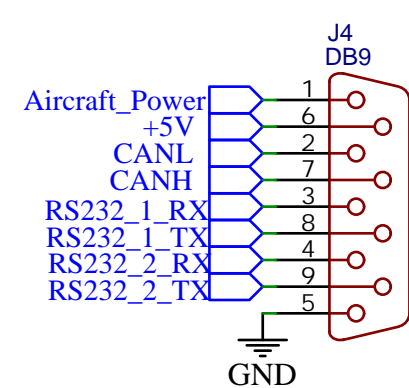 J4
DB9
Aircraft_Power 1
+5V 6
CANL 2
CANH 7
RS232_1_RX 3
RS232_1_TX 8
RS232_2_RX 4
RS232_2_TX 9
5
GND